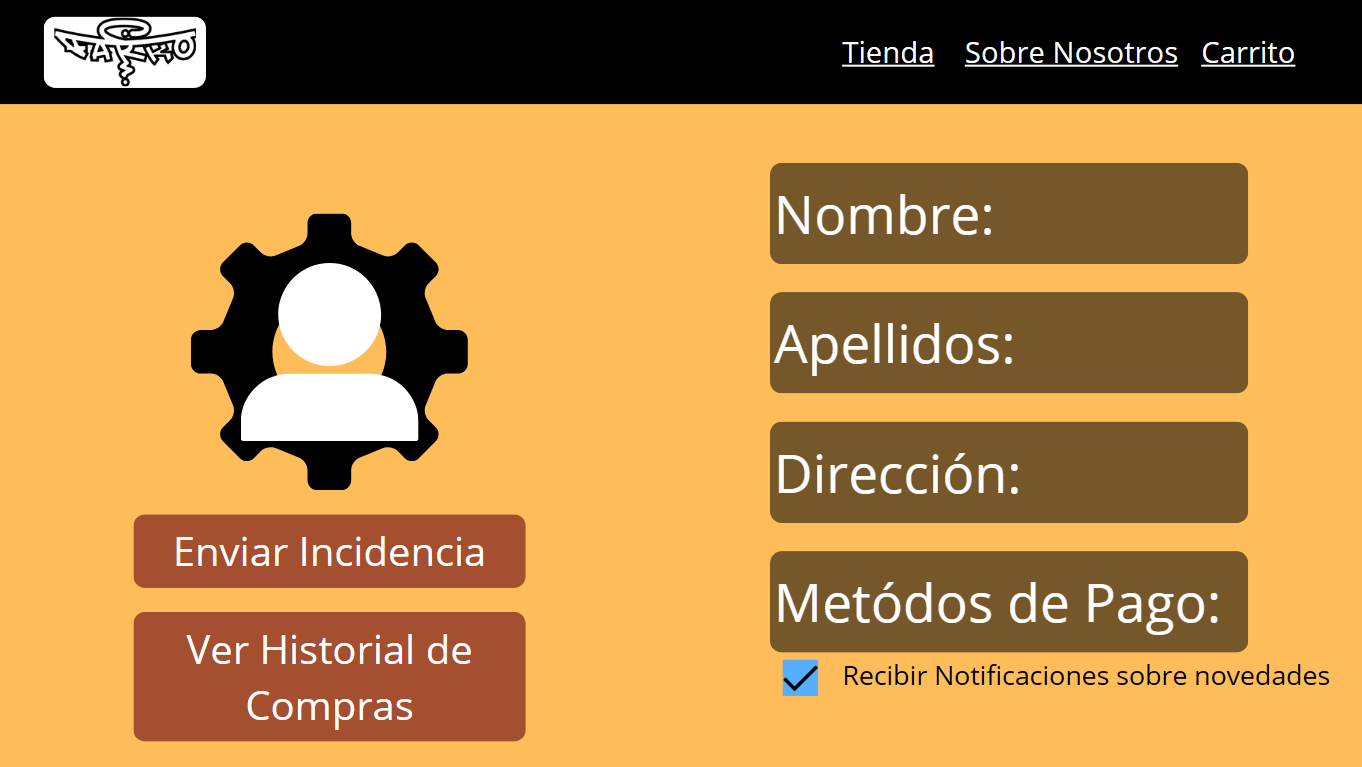 Tienda Sobre Nosotros Carrito
Nombre:
Apellidos:
Dirección:
Metódos de Pago:
Recibir Notificaciones sobre novedades
Enviar Incidencia
Ver Historial de
Compras